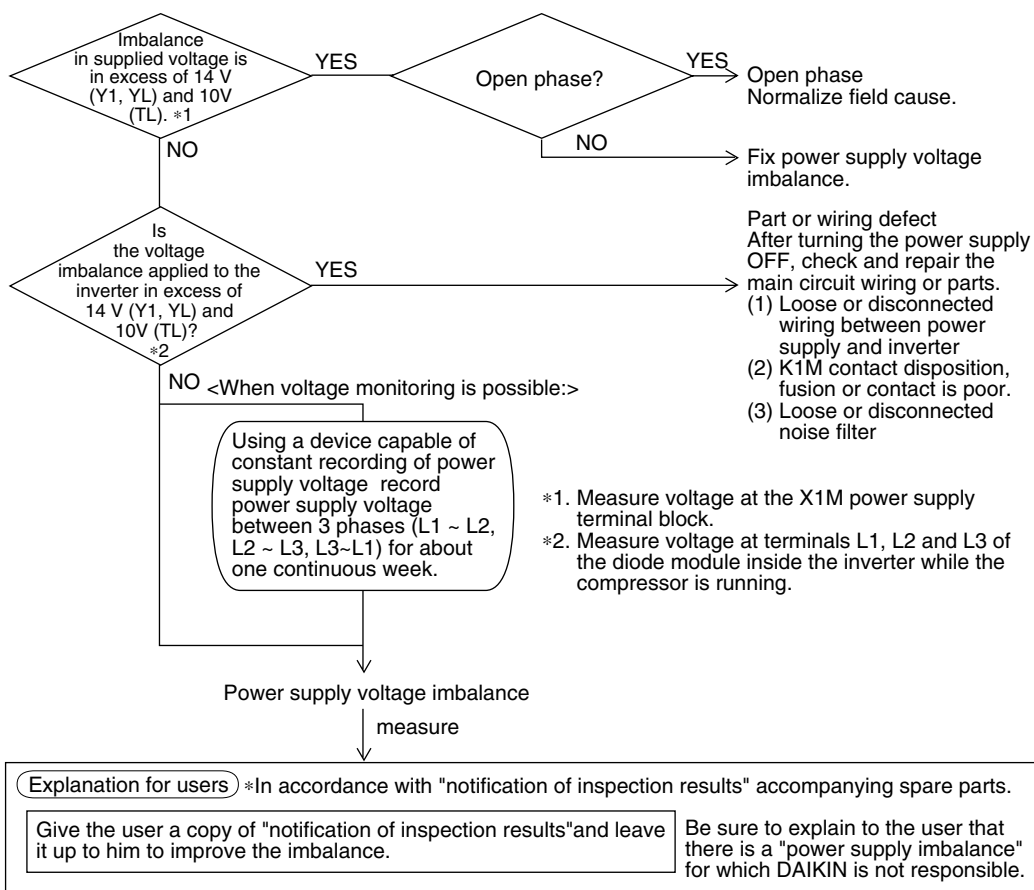 Imbalance
in supplied voltage is
in excess of 14 V
(Y1, YL) and 10V
(TL). *1
YES
Open phase?
YES
Open phase
Normalize field cause.
NO
NO
Fix power supply voltage
imbalance.
Is
the voltage
imbalance applied to the
inverter in excess of
14 V (Y1, YL) and
10V (TL)?
*2
YES
Part or wiring defect
After turning the power supply
OFF, check and repair the
main circuit wiring or parts.
(1) Loose or disconnected
wiring between power
supply and inverter
(2) K1M contact disposition,
fusion or contact is poor.
(3) Loose or disconnected
noise filter
NO <When voltage monitoring is possible:>
Using a device capable of
constant recording of power
supply voltage record
power supply voltage
between 3 phases (L1 ~ L2,
L2 ~ L3, L3~L1) for about
one continuous week.
*1. Measure voltage at the X1M power supply
terminal block.
*2. Measure voltage at terminals L1, L2 and L3 of
the diode module inside the inverter while the
compressor is running.
Power supply voltage imbalance
measure
Explanation for users *In accordance with "notification of inspection results" accompanying spare parts.
Give the user a copy of "notification of inspection results"and leave
it up to him to improve the imbalance.
Be sure to explain to the user that
there is a "power supply imbalance"
for which DAIKIN is not responsible.